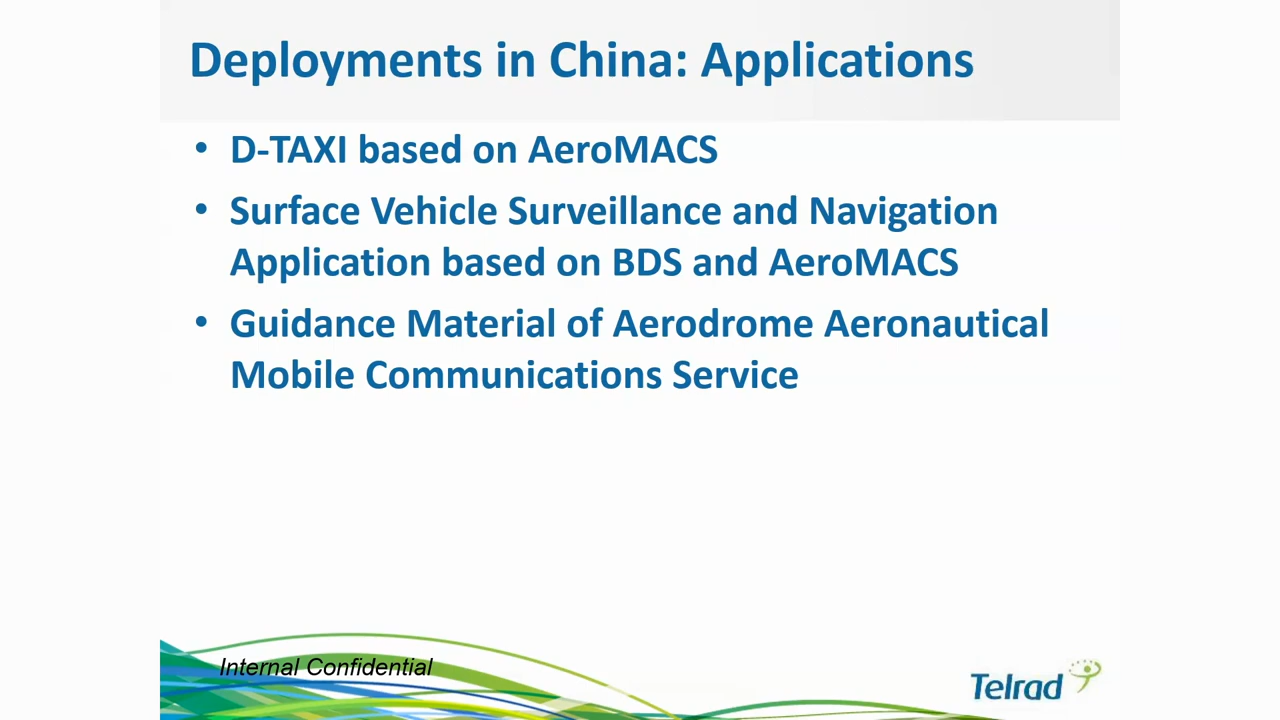 Deployments in China: Applications
• D-TAXI based on AeroMACS
• Surface Vehicle Surveillance and Navigation
Application based on BDS and AeroMACS
• Guidance Material of Aerodrome Aeronautical
Mobile Communications Service
Internal Confidential
Telrad